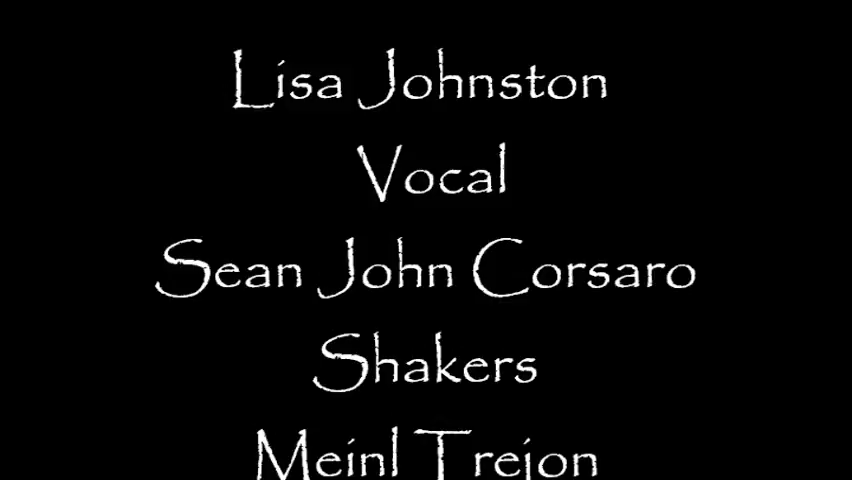 Lisa Johnston
Vocal
Sean John Corsaro
Shakers
Meinl Trejon